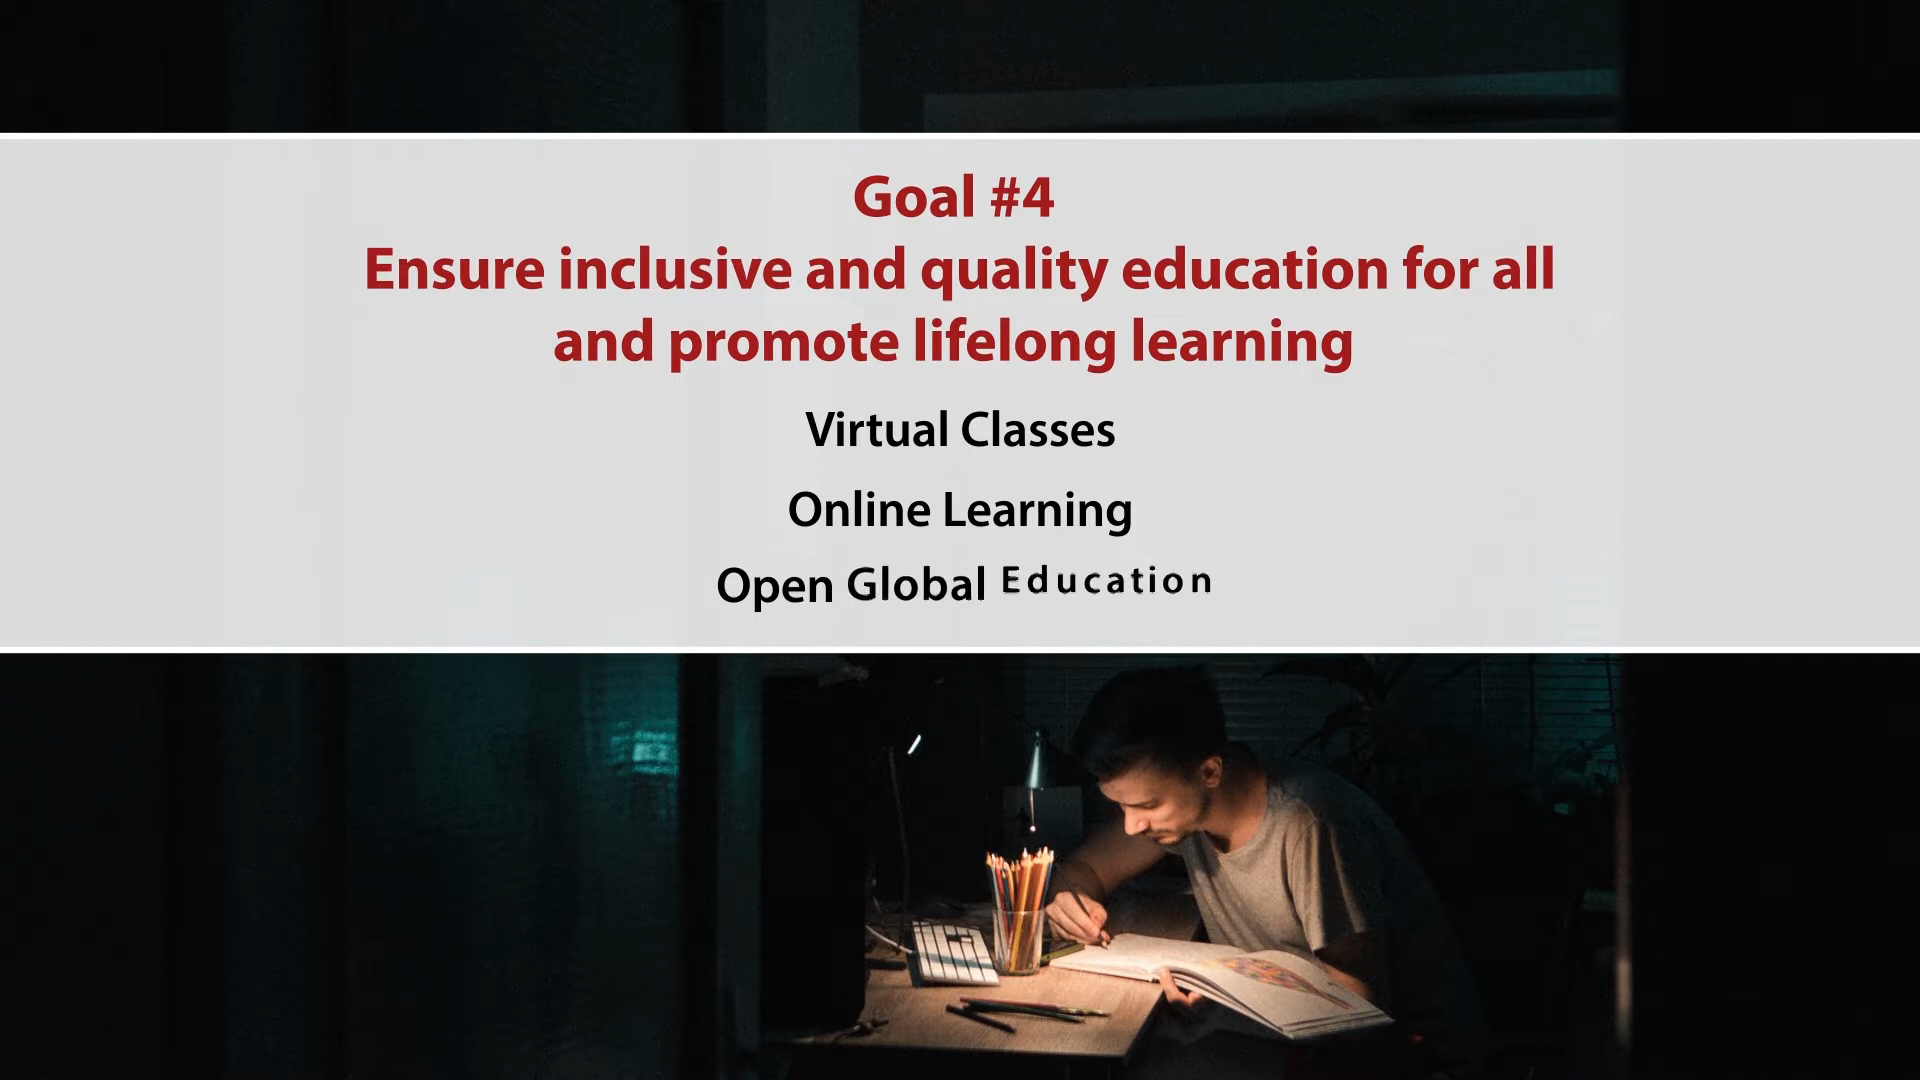 Goal #4
Ensure inclusive and quality education for all
and promote lifelong learning
Virtual Classes
Online Learning
Open Global Education